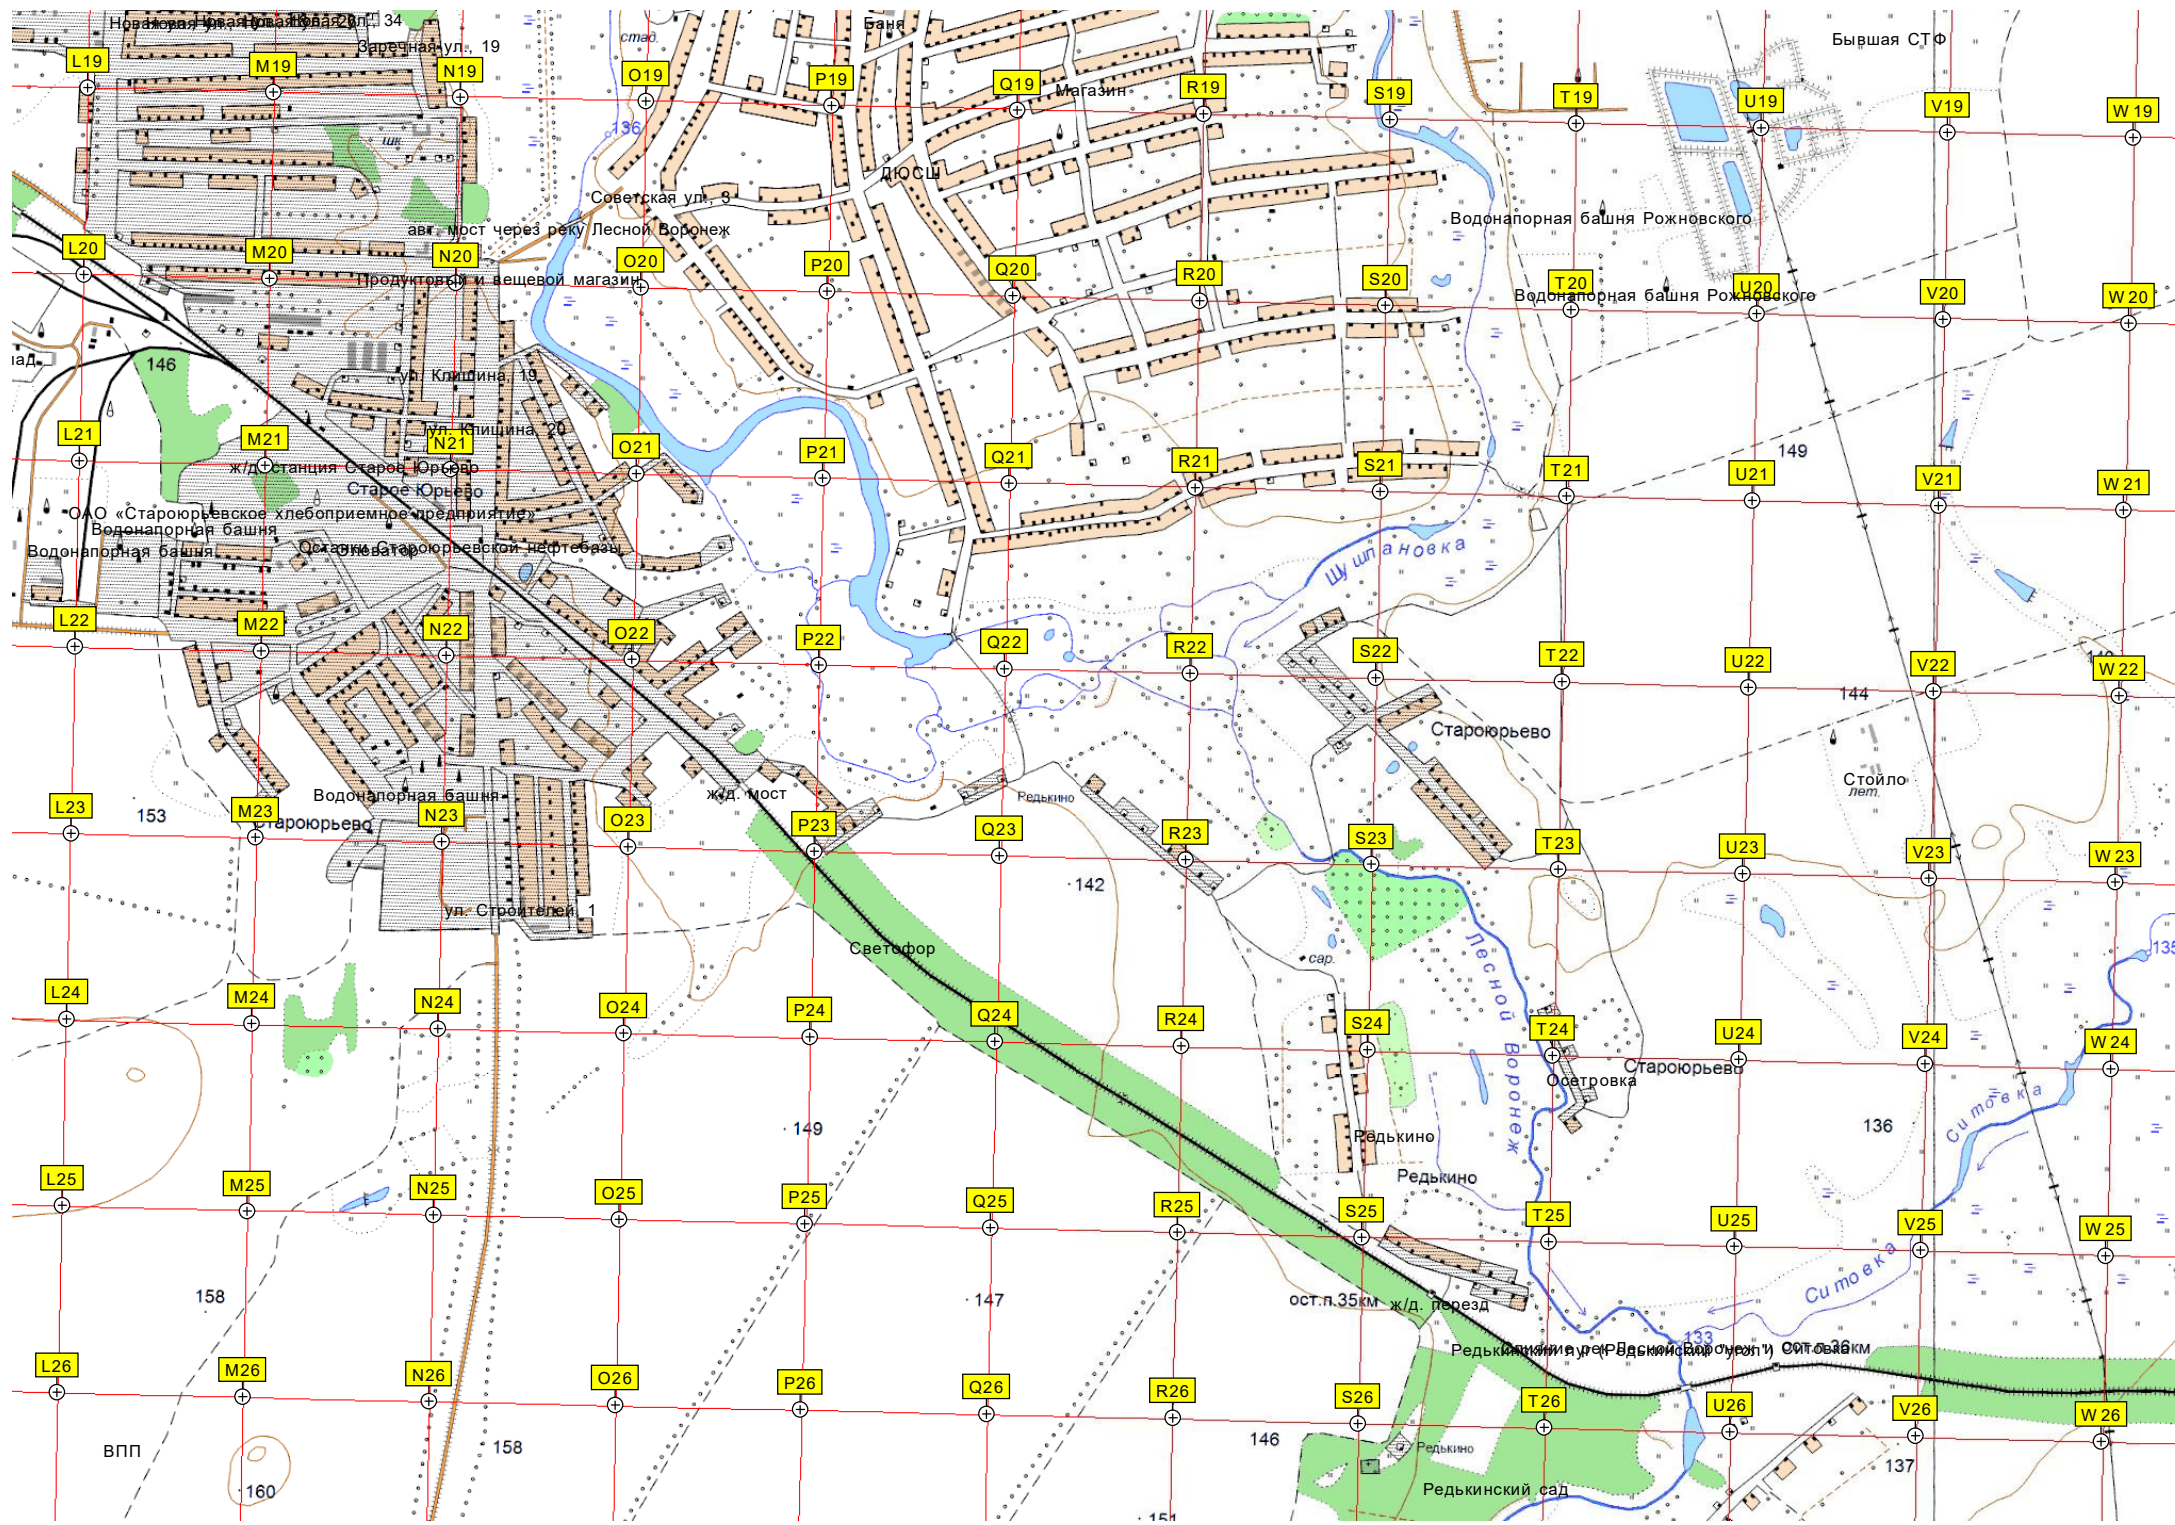 Заречная ул., 19
стад.
Баня
Бывшая СТФ
L19
M19
N19
O19
P19
Q19
Магазин
R19
S19
T19
U19
V19
W19
136
шк.
ДЮСШ
Советская ул., 3
авт. мост через реку Лесной Воронеж
Водонапорная башня Рожновского
L20
M20
N20
O20
P20
Q20
R20
S20
T20
U20
V20
W20
Продуктовый и вещевой магазин
Водонапорная башня Рожновского
146
ул. Клишина, 19
ул. Клишина, 20
L21
M21
N21
O21
P21
Q21
R21
S21
T21
U21
V21
W21
149
ж/д станция Старое Юрьево
Старое Юрьево
ОАО «Староюрьевское хлебоприемное предприятие»
Водонапорная башня
Водонапорная башня
Останки Староюрьевской нефтебазы
Шушпановка
L22
M22
N22
O22
P22
Q22
R22
S22
T22
U22
V22
W22
144
Староюрьево
Стойло
лет.
ж/д. мост
Водонапорная башня
Редькино
153
L23
M23
N23
O23
P23
Q23
R23
S23
T23
U23
V23
W23
Староюрьево
142
ул. Строителей, 1
Светофор
сар.
Лесной Воронеж
135
L24
M24
N24
O24
P24
Q24
R24
S24
T24
U24
V24
W24
Староюрьево
Осетровка
Ситовка
149
136
Редькино
Редькино
L25
M25
N25
O25
P25
Q25
R25
S25
T25
U25
V25
W25
Ситовка
158
147
ост.п.35км
ж/д. переезд
133
L26
M26
N26
O26
P26
Q26
R26
S26
T26
U26
V26
W26
ВПП
158
146
Редькино
137
160
Редькинский сад
151